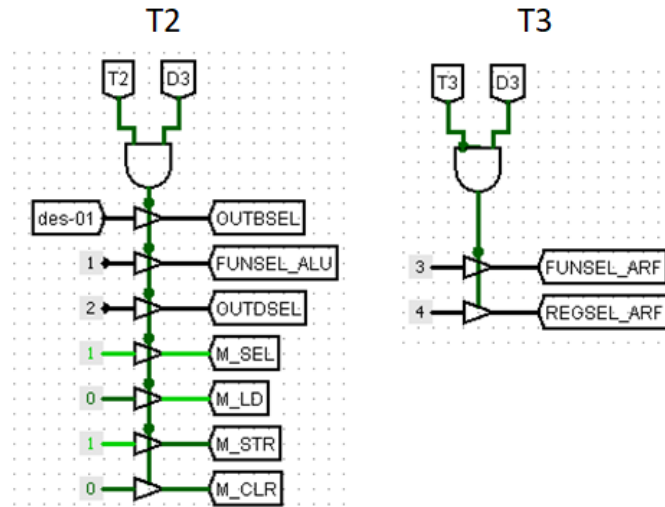 T2 T3
T2 D3
T3 D3
des-01 OUTBSEL
1 FUNSEL_ALU
3 FUNSEL_ARF
2 OUTDSEL
4 REGSEL_ARF
1 M_SEL
0 M_LD
1 M_STR
0 M_CLR